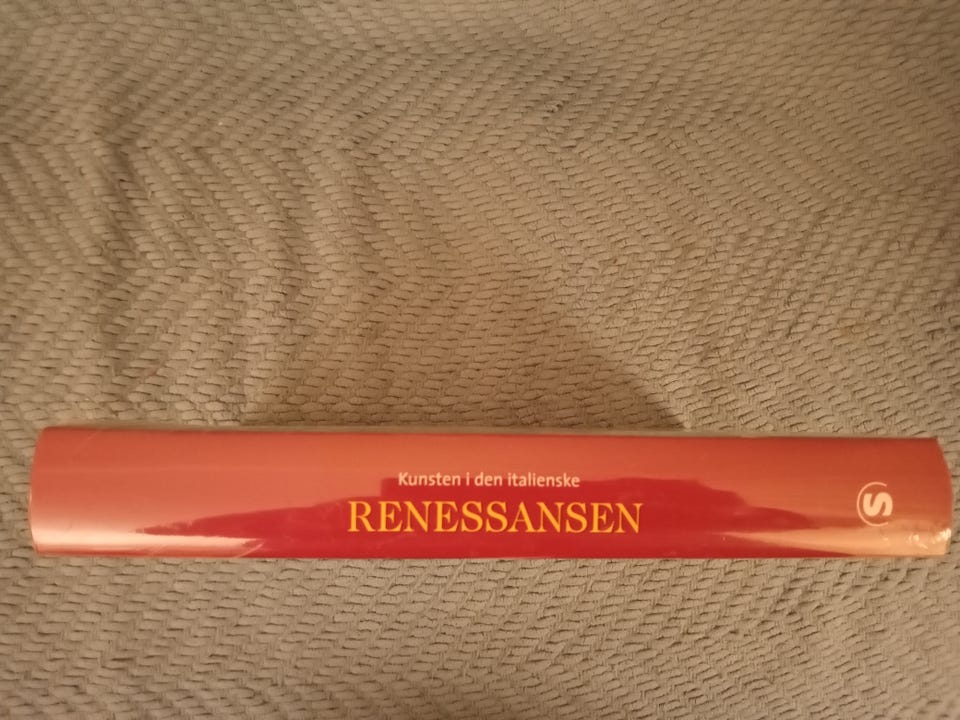 Kunsten i den italienske
RENESSANSEN
S